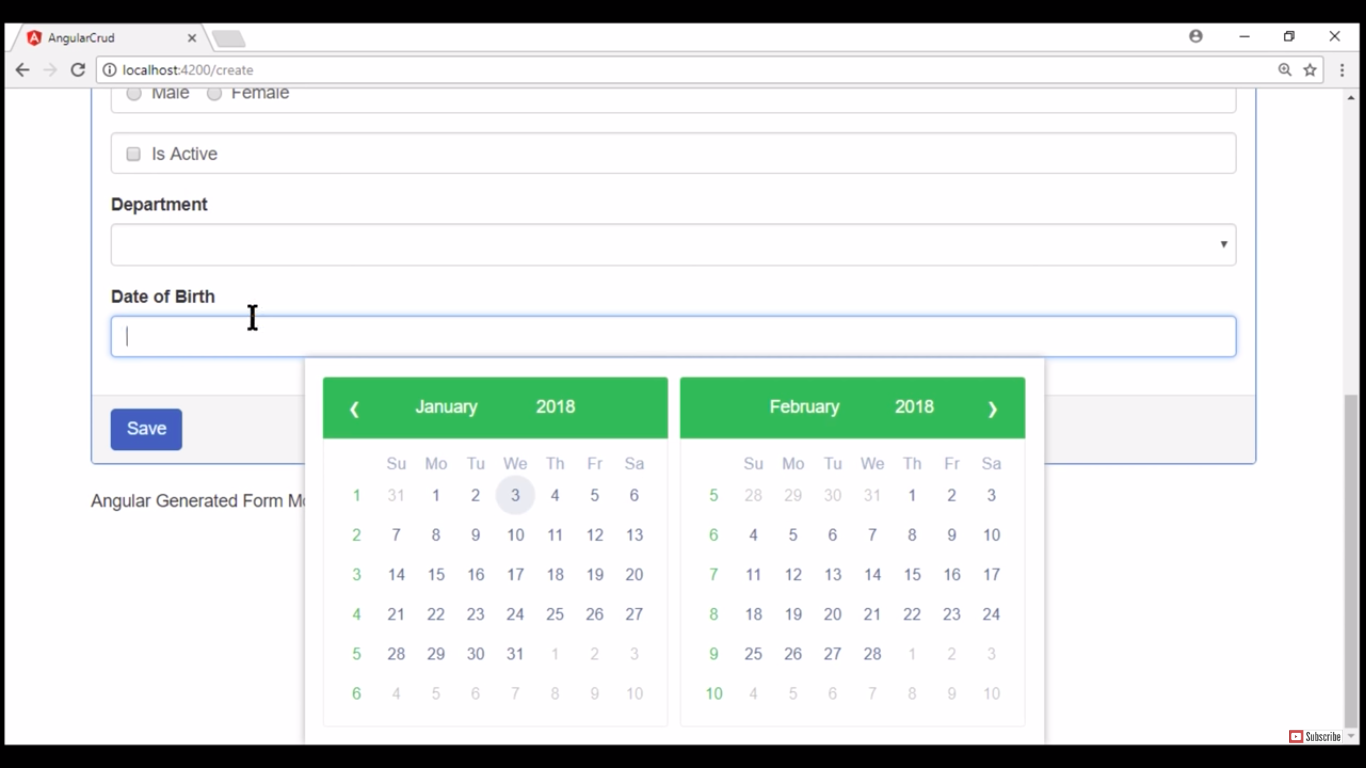 AngularCrud
localhost:4200/create
Male Female
Is Active
Department
Date of Birth
Save
Angular Generated Form
January 2018
Su Mo Tu We Th Fr Sa
1 31 1 2 3 4 5 6
2 7 8 9 10 11 12 13
3 14 15 16 17 18 19 20
4 21 22 23 24 25 26 27
5 28 29 30 31 1 2 3
6 4 5 6 7 8 9 10
February 2018
Su Mo Tu We Th Fr Sa
5 28 29 30 31 1 2 3
6 4 5 6 7 8 9 10
7 11 12 13 14 15 16 17
8 18 19 20 21 22 23 24
9 25 26 27 28 1 2 3
10 4 5 6 7 8 9 10
Subscribe